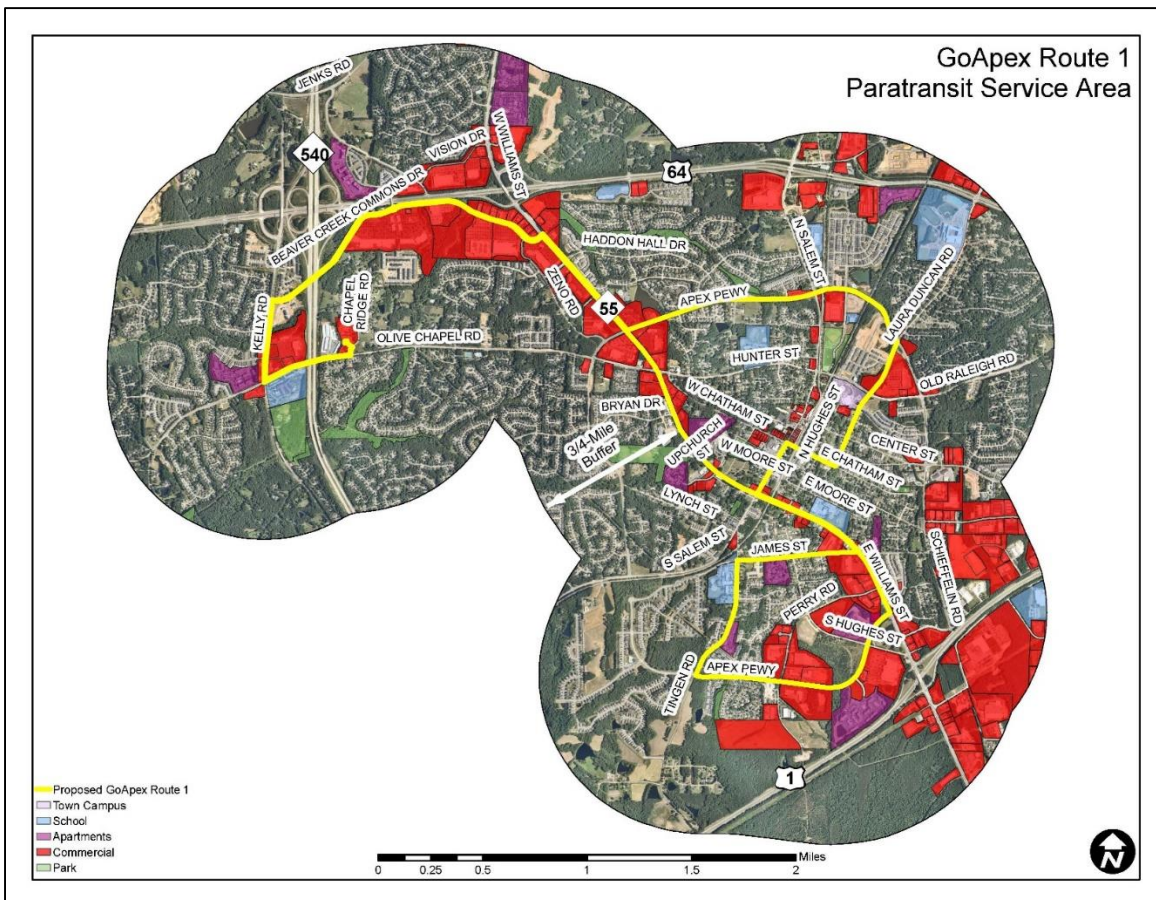 GoApex Route 1
Paratransit Service Area
JENKS RD
540
VISION DR
W WILLIAMS ST
64
BEAVER CREEK COMMONS DR
HADDON HALL DR
N SALEM ST
LAURA DUNCAN RD
ZENO RD
55
APEX PEWY
KELLY RD
CHAPEL
RIDGE RD
OLIVE CHAPEL RD
HUNTER ST
OLD RALEIGH RD
W CHATHAM ST
N HUGHES ST
BRYAN DR
3/4-Mile
Buffer
UPCHURCH
ST
W MOORE ST
E CHATHAM ST
CENTER ST
LYNCH ST
E MOORE ST
S SALEM ST
JAMES ST
E WILLIAMS ST
SCHIEFFELIN RD
PERRY RD
S HUGHES ST
TINGEN RD
APEX PEWY
1
Proposed GoApex Route 1
Town Campus
School
Apartments
Commercial
Park
Miles
0 0.25 0.5 1 1.5 2
N